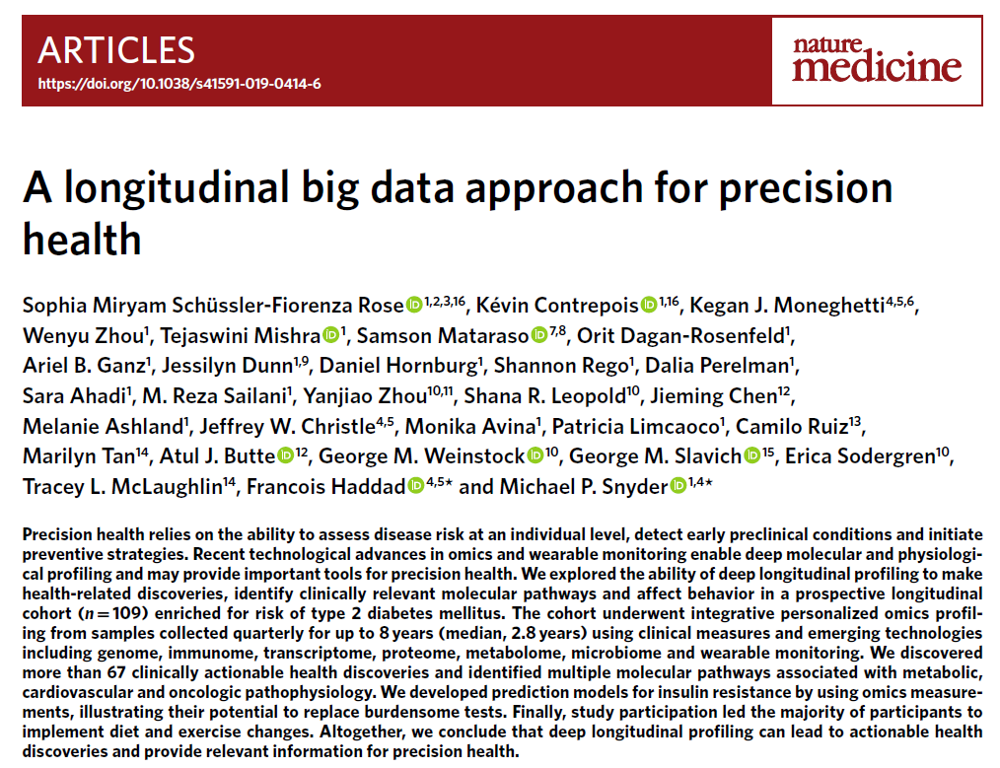 ARTICLES
https://doi.org/10.1038/s41591-019-0414-6
nature
medicine
A longitudinal big data approach for precision
health
Sophia Miryam Schüssler-Fiorenza Rose iD 1,2,3,16, Kévin Contrepois iD 1,16, Kegan J. Moneghetti4,5,6,
Wenyu Zhou1, Tejaswini Mishra iD 1, Samson Mataraso iD 7,8, Orit Dagan-Rosenfeld1,
Ariel B. Ganz1, Jessilyn Dunn1,9, Daniel Hornburg1, Shannon Rego1, Dalia Perelman1,
Sara Ahadi1, M. Reza Sailani1, Yanjiao Zhou10,11, Shana R. Leopold10, Jieming Chen12,
Melanie Ashland1, Jeffrey W. Christle4,5, Monika Avina1, Patricia Limcaoco1, Camilo Ruiz13,
Marilyn Tan14, Atul J. Butte iD 12, George M. Weinstock iD 10, George M. Slavich iD 15, Erica Sodergren10,
Tracey L. McLaughlin14, Francois Haddad iD 4,5* and Michael P. Snyder iD 1,4*
Precision health relies on the ability to assess disease risk at an individual level, detect early preclinical conditions and initiate
preventive strategies. Recent technological advances in omics and wearable monitoring enable deep molecular and physiologi-
cal profiling and may provide important tools for precision health. We explored the ability of deep longitudinal profiling to make
health-related discoveries, identify clinically relevant molecular pathways and affect behavior in a prospective longitudinal
cohort (n = 109) enriched for risk of type 2 diabetes mellitus. The cohort underwent integrative personalized omics profil-
ing from samples collected quarterly for up to 8 years (median, 2.8 years) using clinical measures and emerging technologies
including genome, immunome, transcriptome, proteome, metabolome, microbiome and wearable monitoring. We discovered
more than 67 clinically actionable health discoveries and identified multiple molecular pathways associated with metabolic,
cardiovascular and oncologic pathophysiology. We developed prediction models for insulin resistance by using omics measure-
ments, illustrating their potential to replace burdensome tests. Finally, study participation led the majority of participants to
implement diet and exercise changes. Altogether, we conclude that deep longitudinal profiling can lead to actionable health
discoveries and provide relevant information for precision health.